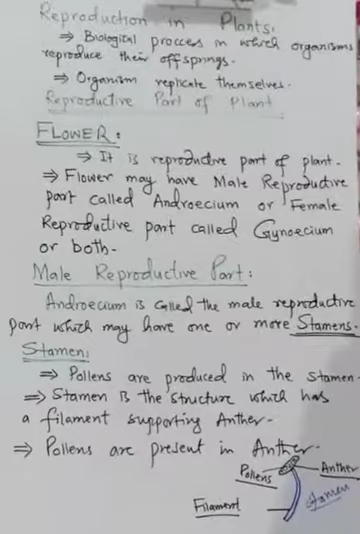 Reproduction in Plants.
⇒ Biological process in which organisms
reproduce their offsprings.
⇒ Organism replicate themselves.
Reproductive Part of Plant
FLOWER:
⇒ It is reproductive part of plant.
⇒ Flower may have Male Reproductive
part called Androecium or Female
Reproductive part called Gynoecium
or both.
Male Reproductive Part:
Androecium is called the male reproductive
part which may have one or more Stamens.
Stamen:
⇒ Pollens are produced in the stamen.
⇒ Stamen is the structure which has
a filament supporting Anther.
⇒ Pollens are present in Anther.
Pollens Anther
Filament Stamen